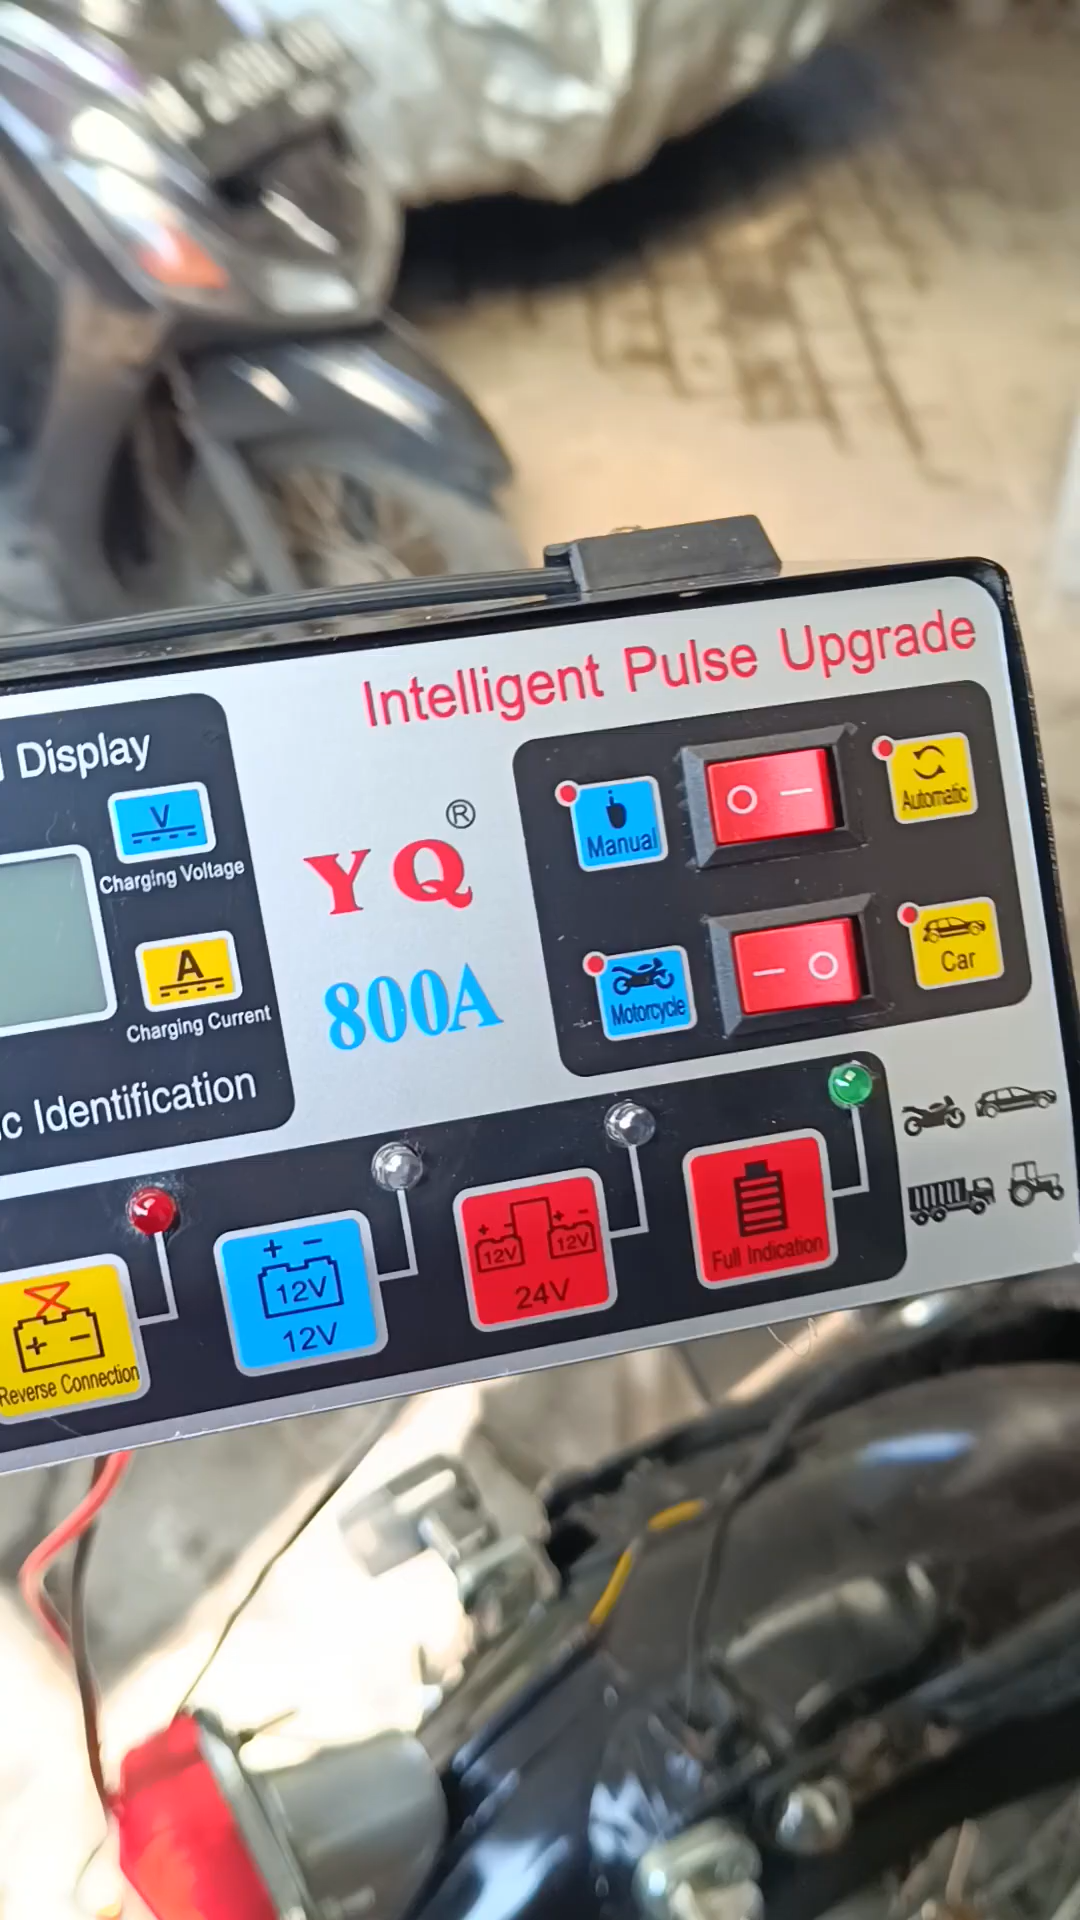 Intelligent Pulse Upgrade
Display
V
Charging Voltage
A
Charging Current
c Identification
®
YQ
800A
Manual
Automatic
Motorcycle
Car
Reverse Connection
12V
12V
12V 12V
24V
Full Indication